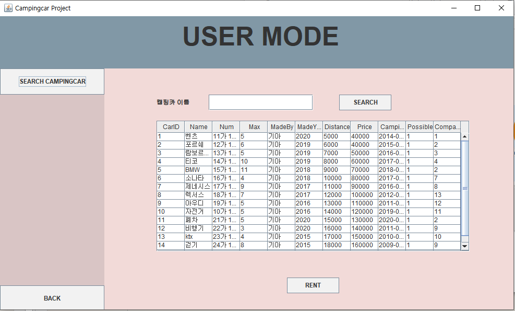 Campingcar Project
USER MODE
SEARCH CAMPINGCAR
캠핑카 이름
SEARCH
CarID Name Num Max MadeBy MadeY... Distance Price Campi... Possible Compa...
1 벤츠 11가 1... 5 기아 2020 5000 40000 2014-0... 1 1
2 포르쉐 12가 1... 6 기아 2019 6000 40000 2015-0... 1 2
3 람보르... 13가 1... 5 기아 2019 7000 50000 2016-0... 1 3
4 티코 14가 1... 10 기아 2019 8000 60000 2017-0... 1 4
5 BMW 15가 1... 11 기아 2018 9000 70000 2018-0... 1 2
6 소나타 16가 1... 4 기아 2018 10000 80000 2017-0... 1 7
7 제네시스 17가 1... 9 기아 2017 11000 90000 2016-0... 1 8
8 렉서스 18가 1... 7 기아 2017 12000 100000 2012-0... 1 13
9 아우디 19가 1... 5 기아 2016 13000 110000 2013-0... 1 12
10 자전거 10가 1... 5 기아 2016 14000 120000 2019-0... 1 11
11 폐차 21가 1... 5 기아 2020 15000 130000 2020-0... 1 2
12 비행기 22가 1... 3 기아 2020 16000 140000 2011-0... 1 9
13 ktx 23가 1... 4 기아 2015 17000 150000 2010-0... 1 10
14 걷기 24가 1... 8 기아 2015 18000 160000 2009-0... 1 9
RENT
BACK